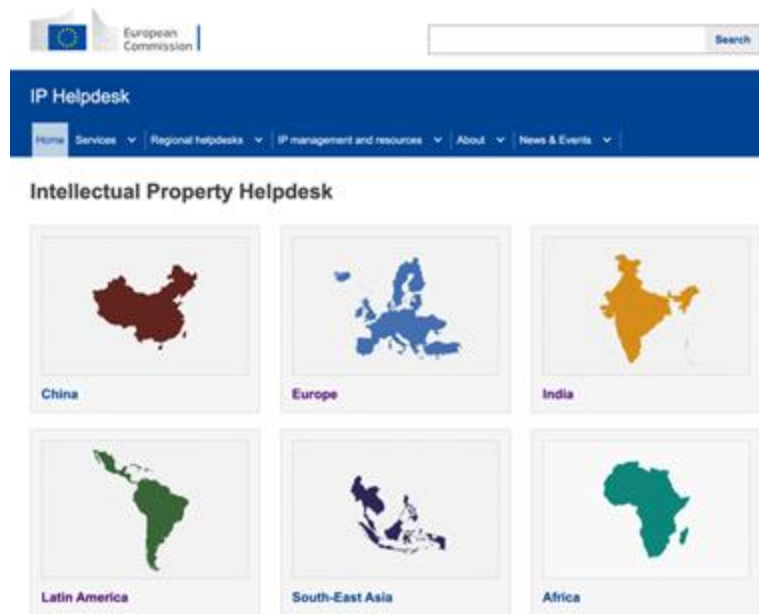 European
Commission
Search
IP Helpdesk
Home Services Regional helpdesks IP management and resources About News & Events
Intellectual Property Helpdesk
China Europe India
Latin America South-East Asia Africa